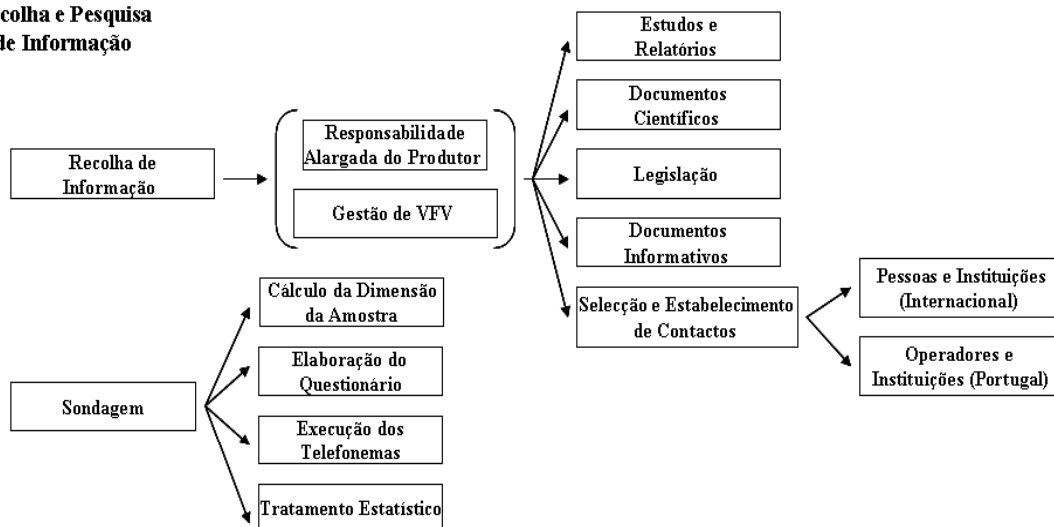 colha e Pesquisa
de Informação
Recolha de
Informação
Responsabilidade
Alargada do Produtor
Gestão de VFV
Estudos e
Relatórios
Documentos
Científicos
Legislação
Documentos
Informativos
Selecção e Estabelecimento
de Contactos
Pessoas e Instituições
(Internacional)
Operadores e
Instituições (Portugal)
Sondagem
Cálculo da Dimensão
da Amostra
Elaboração do
Questionário
Execução dos
Telefonemas
Tratamento Estatístico